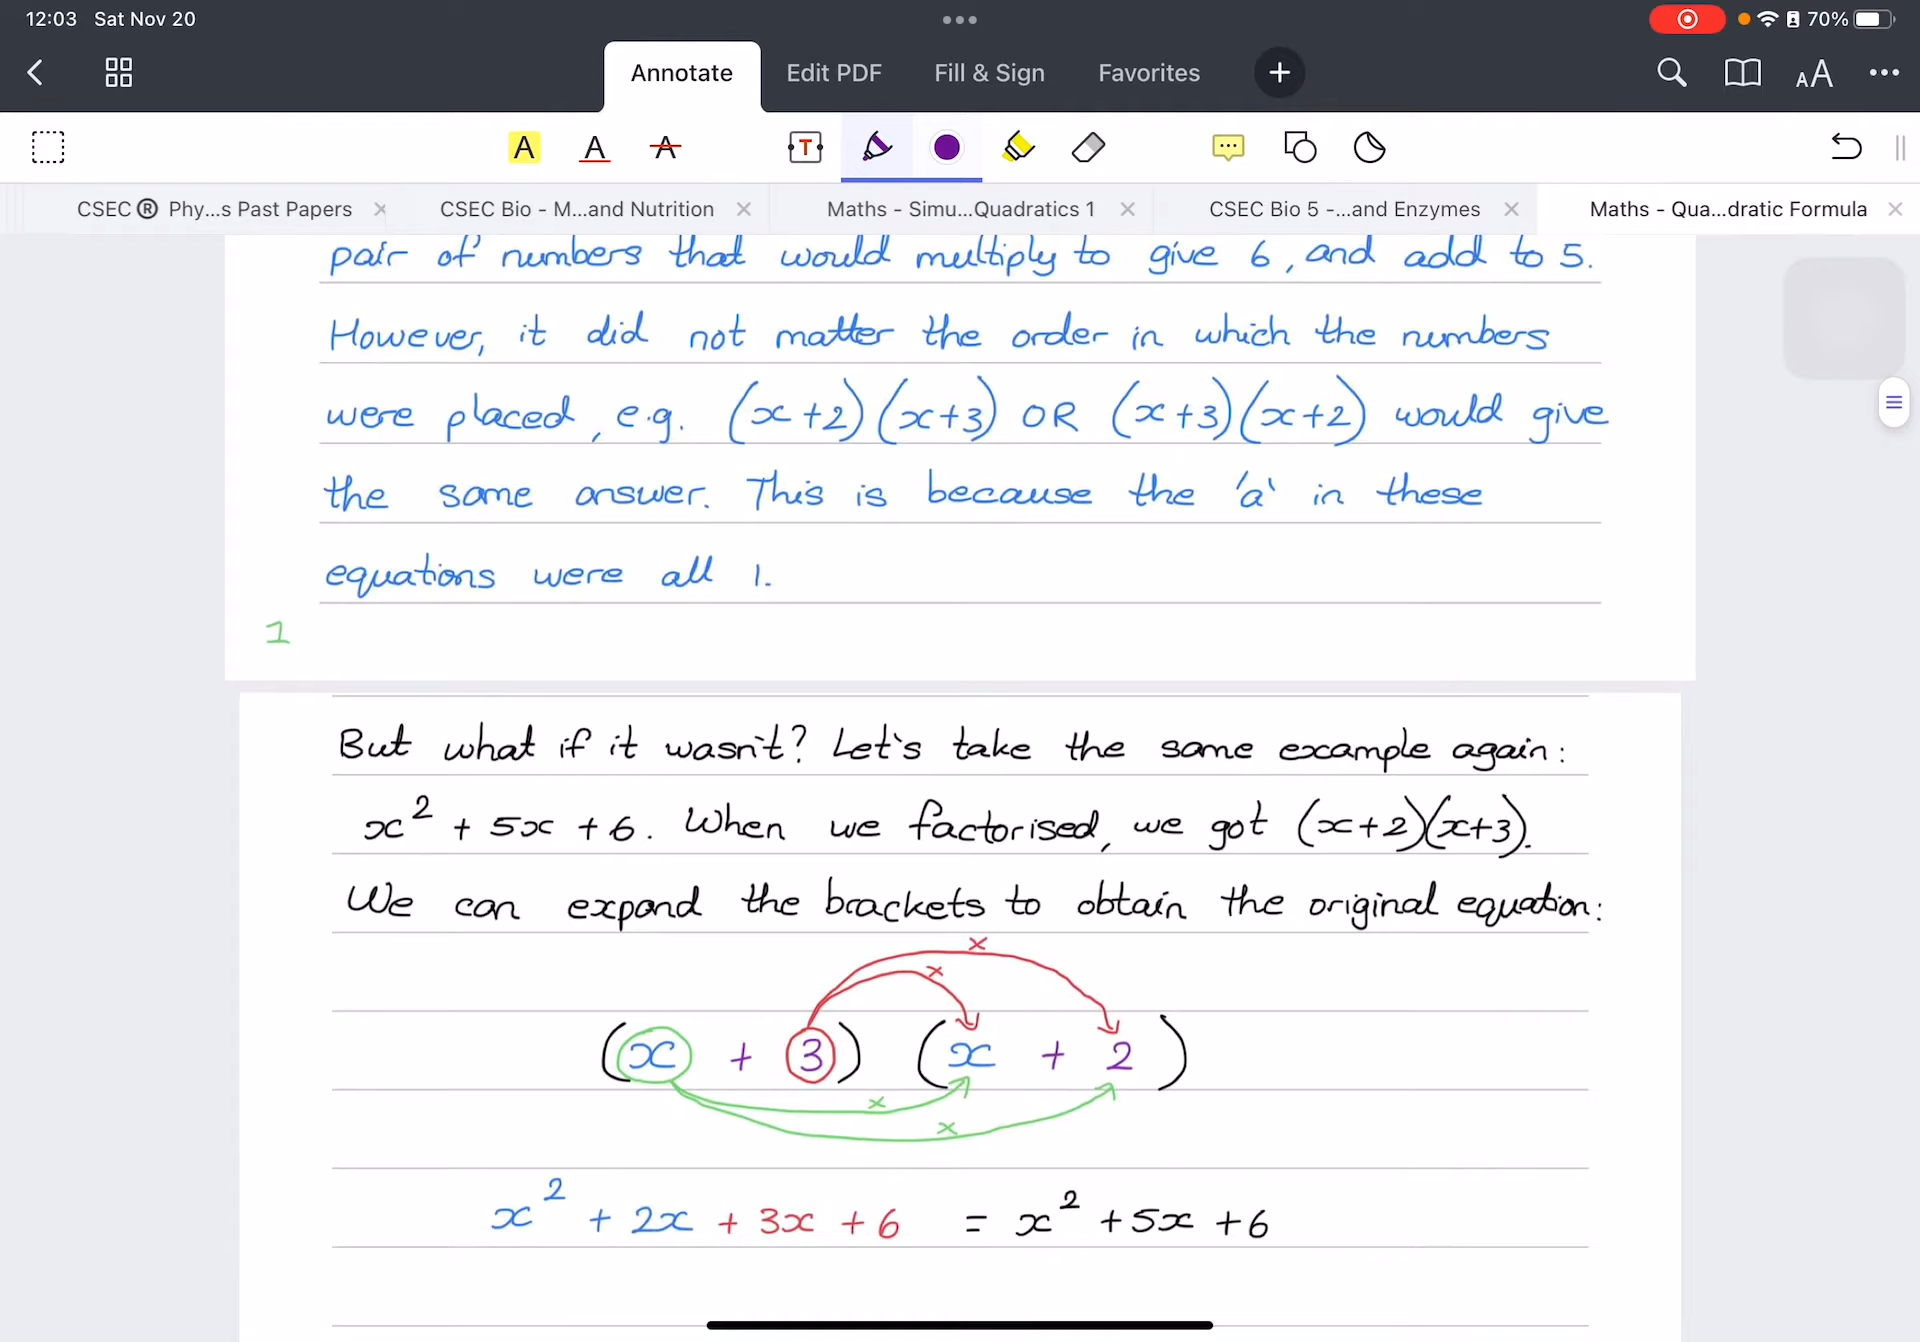 12:03 Sat Nov 20
70%
Annotate Edit PDF Fill & Sign Favorites
CSEC® Phy...s Past Papers CSEC Bio - M...and Nutrition Maths - Simu...Quadratics 1 CSEC Bio 5 -...and Enzymes Maths - Qua...dratic Formula
pair of numbers that would multiply to give 6, and add to 5.
However, it did not matter the order in which the numbers
were placed, e.g. (x+2)(x+3) OR (x+3)(x+2) would give
the same answer. This is because the 'a' in these
equations were all 1.
1
But what if it wasn't? Let's take the same example again:
x² + 5x + 6. When we factorised, we got (x+2)(x+3).
We can expand the brackets to obtain the original equation:
x
x
(x + 3) (x + 2)
x
x
x² + 2x + 3x + 6 = x² + 5x + 6